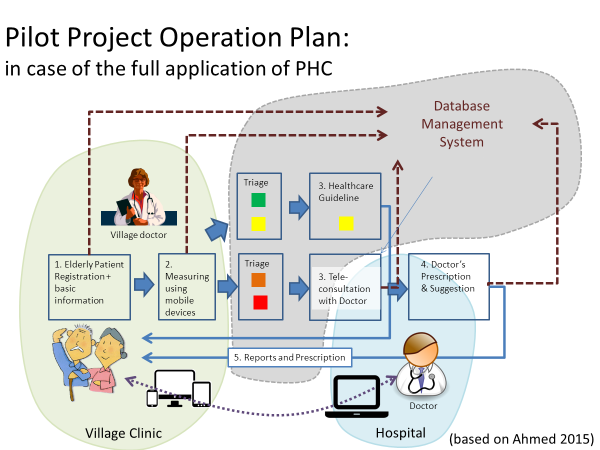 Pilot Project Operation Plan:
in case of the full application of PHC
Database
Management
System
Triage
3. Healthcare
Guideline
Village doctor
1. Elderly Patient
Registration +
basic
information
2.
Measuring
using
mobile
devices
Triage
3. Tele-
consultation
with Doctor
4. Doctor's
Prescription
& Suggestion
5. Reports and Prescription
Doctor
Village Clinic
Hospital
(based on Ahmed 2015)